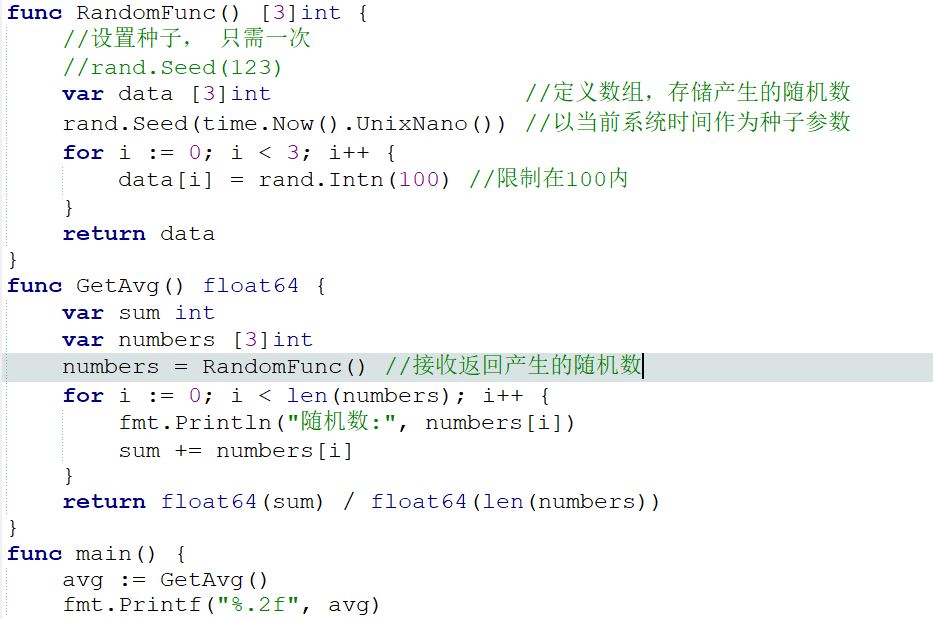 func RandomFunc() [3]int {
    //设置种子， 只需一次
    //rand.Seed(123)
    var data [3]int                  //定义数组，存储产生的随机数
    rand.Seed(time.Now().UnixNano()) //以当前系统时间作为种子参数
    for i := 0; i < 3; i++ {
        data[i] = rand.Intn(100) //限制在100内
    }
    return data
}
func GetAvg() float64 {
    var sum int
    var numbers [3]int
    numbers = RandomFunc() //接收返回产生的随机数
    for i := 0; i < len(numbers); i++ {
        fmt.Println("随机数:", numbers[i])
        sum += numbers[i]
    }
    return float64(sum) / float64(len(numbers))
}
func main() {
    avg := GetAvg()
    fmt.Printf("%.2f", avg)